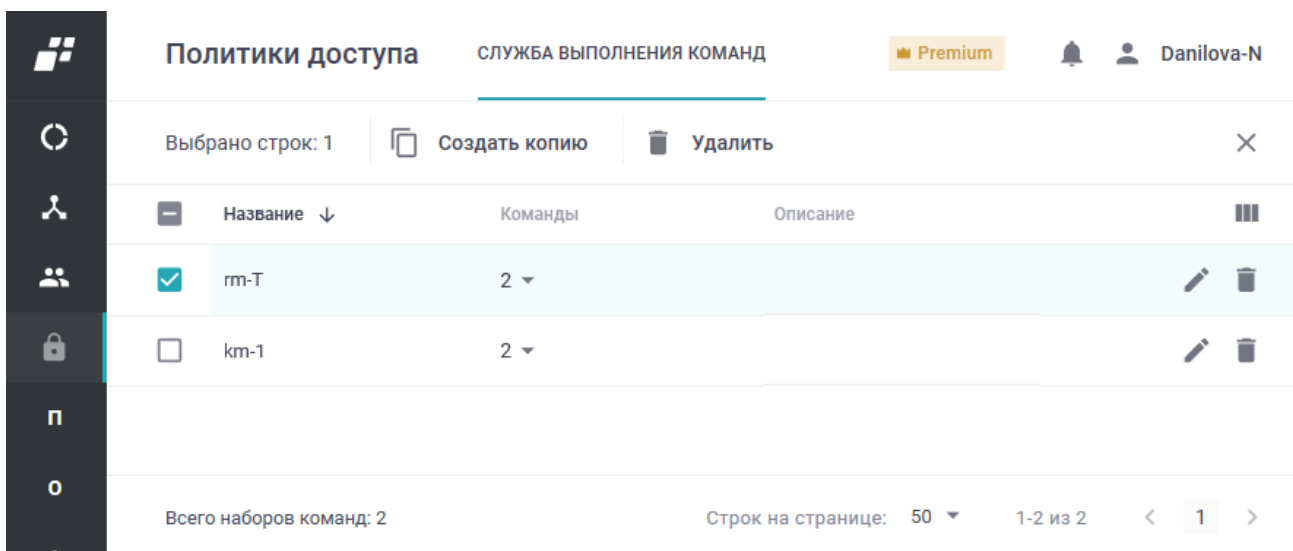 Политики доступа СЛУЖБА ВЫПОЛНЕНИЯ КОМАНД Premium Danilova-N
Выбрано строк: 1 Создать копию Удалить
Название Команды Описание
rm-T 2
km-1 2
П
О
Всего наборов команд: 2 Строк на странице: 50 1-2 из 2 1